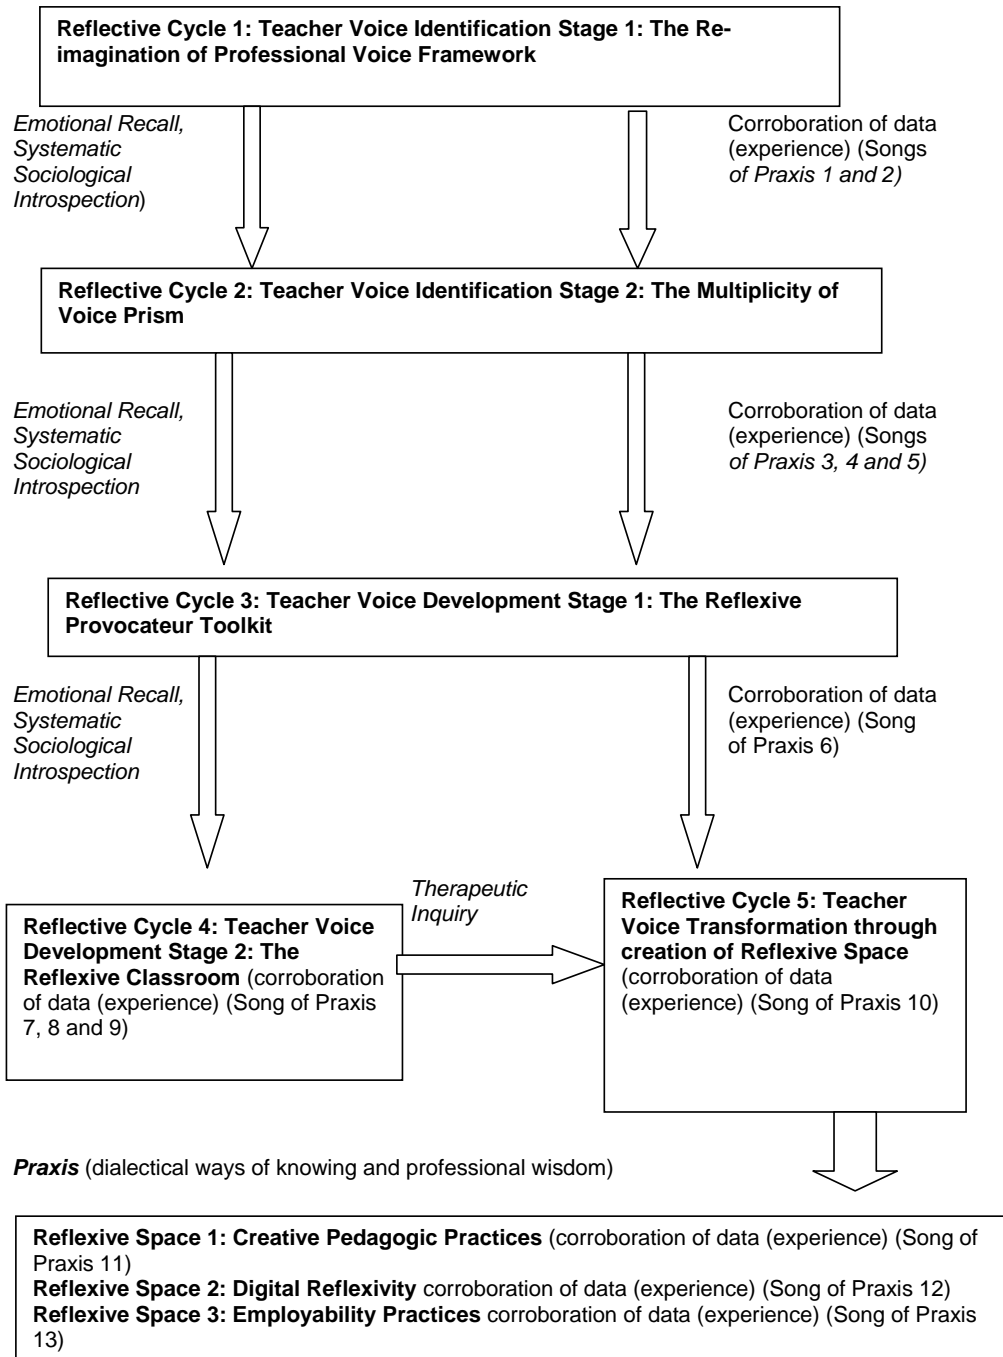 Reflective Cycle 1: Teacher Voice Identification Stage 1: The Re-
imagination of Professional Voice Framework
Emotional Recall,
Systematic
Sociological
Introspection)
Corroboration of data
(experience) (Songs
of Praxis 1 and 2)
Reflective Cycle 2: Teacher Voice Identification Stage 2: The Multiplicity of
Voice Prism
Emotional Recall,
Systematic
Sociological
Introspection
Corroboration of data
(experience) (Songs
of Praxis 3, 4 and 5)
Reflective Cycle 3: Teacher Voice Development Stage 1: The Reflexive
Provocateur Toolkit
Emotional Recall,
Systematic
Sociological
Introspection
Corroboration of data
(experience) (Song
of Praxis 6)
Reflective Cycle 4: Teacher Voice
Development Stage 2: The
Reflexive Classroom (corroboration
of data (experience) (Song of Praxis
7, 8 and 9)
Therapeutic
Inquiry
Reflective Cycle 5: Teacher
Voice Transformation through
creation of Reflexive Space
(corroboration of data
(experience) (Song of Praxis 10)
Praxis (dialectical ways of knowing and professional wisdom)
Reflexive Space 1: Creative Pedagogic Practices (corroboration of data (experience) (Song of
Praxis 11)
Reflexive Space 2: Digital Reflexivity corroboration of data (experience) (Song of Praxis 12)
Reflexive Space 3: Employability Practices corroboration of data (experience) (Song of Praxis
13)